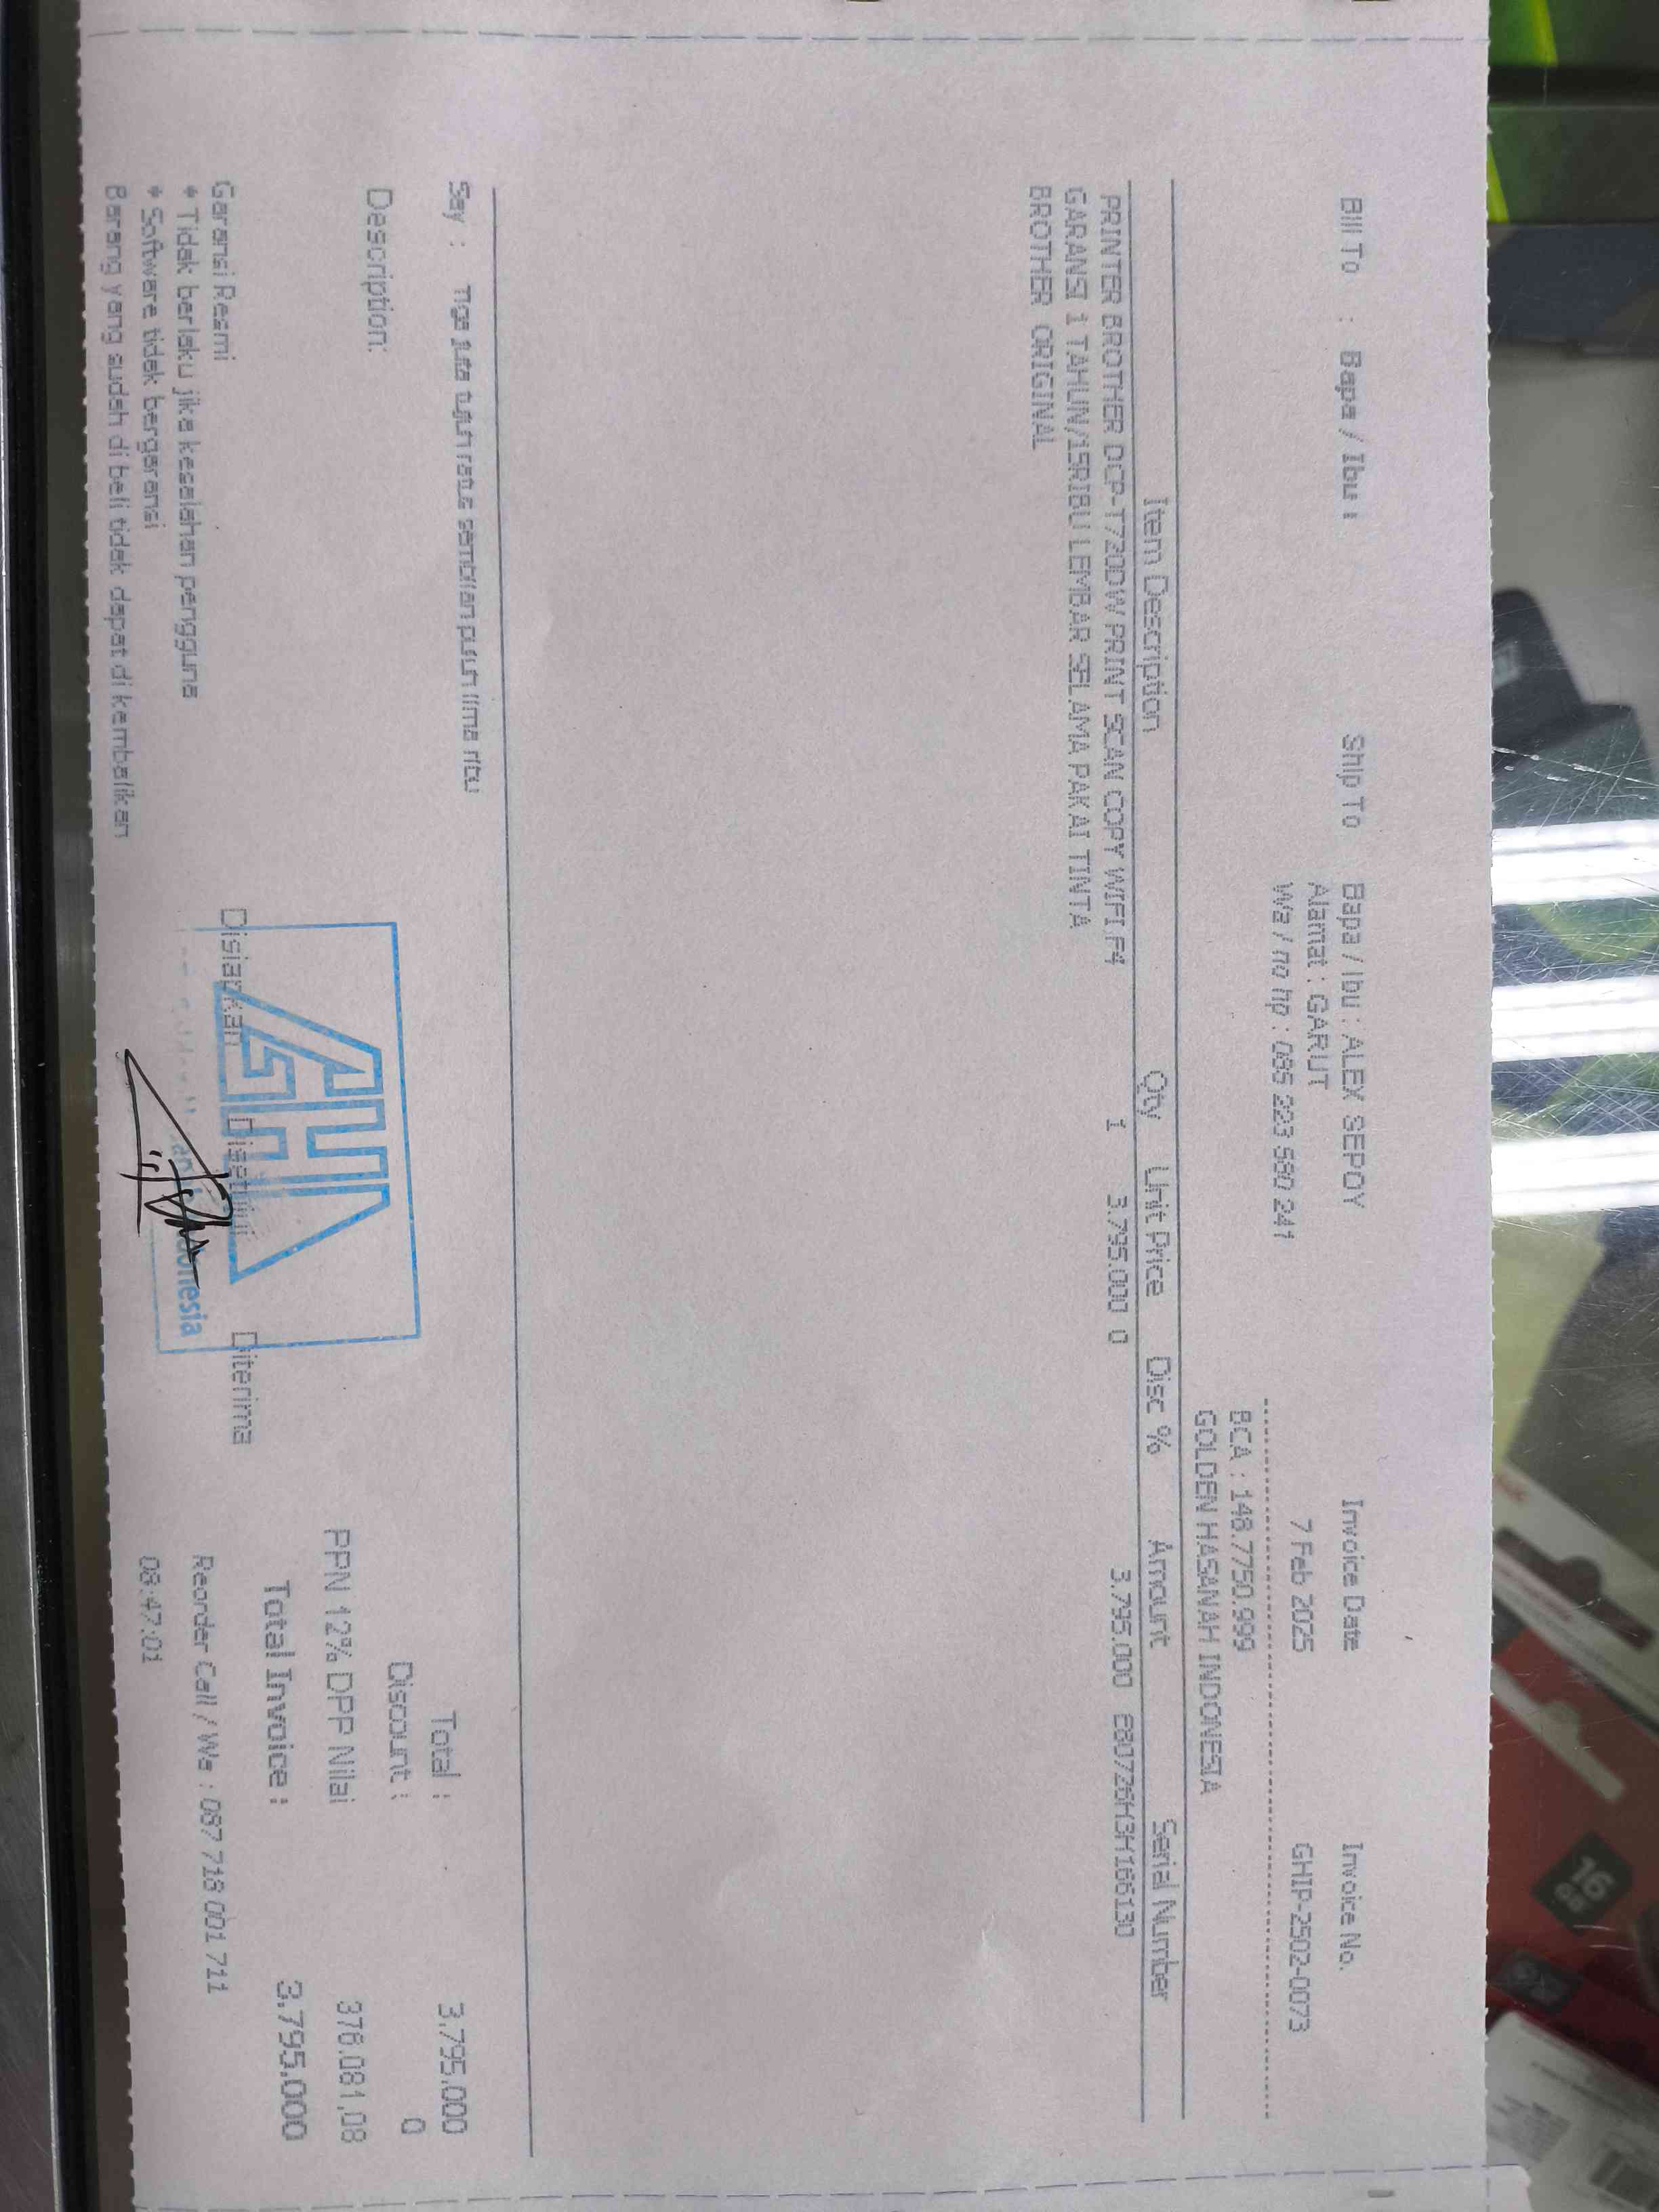 Bill To : Bapa / Ibu :
Ship To Bapa / Ibu : ALEX SEPOY
Alamat : GARUT
Wa / no hp : 085 223 590 241
Invoice Date Invoice No.
7 Feb 2025 GHIP-2502-0073
BCA : 148.7750.999
GOLDEN HASANAH INDONESIA
Item Description Qty Unit Price Disc % Amount Serial Number
PRINTER BROTHER DCP-T720DW PRINT SCAN COPY WIFI F4 1 3.795.000 0 3.795.000 E80726H3H166130
GARANSI 1 TAHUN/15RIBU LEMBAR SELAMA PAKAI TINTA
BROTHER ORIGINAL
Say : Tiga juta tujuh ratus sembilan puluh lima ribu
Description:
Total : 3.795.000
Discount : 0
PPN 12% DPP Nilai 376.081,08
Total Invoice : 3.795.000
Garansi Resmi
* Tidak berlaku jika kesalahan pengguna
* Software tidak bergaransi
Barang yang sudah di beli tidak dapat di kembalikan
Disiapkan Disetujui Diterima
GHI
Reorder Call / Wa : 087 718 001 711
08:47:01
16
GB